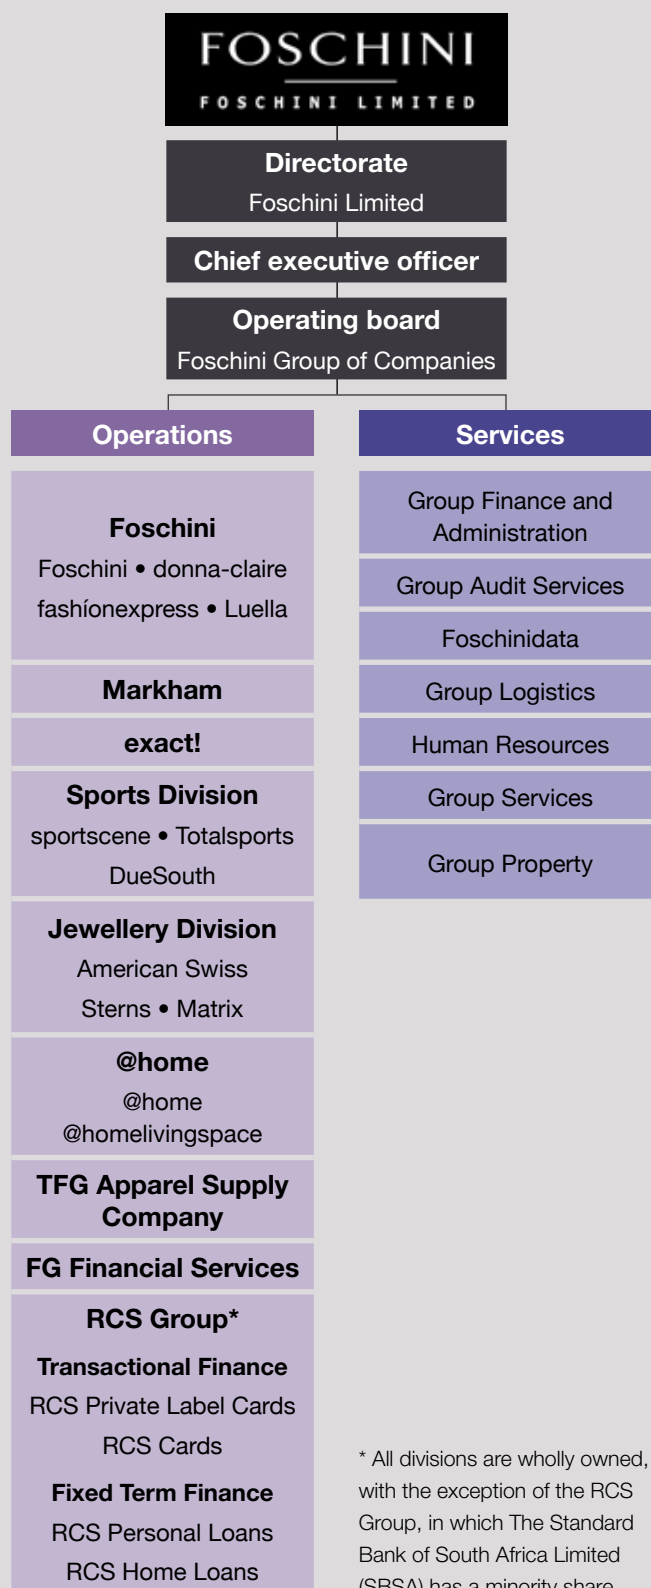 FOSCHINI
FOSCHINI LIMITED
Directorate
Foschini Limited
Chief executive officer
Operating board
Foschini Group of Companies
Operations
Foschini
Foschini • donna-claire
fashíonexpress • Luella
Markham
exact!
Sports Division
sportscene • Totalsports
DueSouth
Jewellery Division
American Swiss
Sterns • Matrix
@home
@home
@homelivingspace
TFG Apparel Supply
Company
FG Financial Services
RCS Group*
Transactional Finance
RCS Private Label Cards
RCS Cards
Fixed Term Finance
RCS Personal Loans
RCS Home Loans
Services
Group Finance and
Administration
Group Audit Services
Foschinidata
Group Logistics
Human Resources
Group Services
Group Property
* All divisions are wholly owned,
with the exception of the RCS
Group, in which The Standard
Bank of South Africa Limited
(SBSA) has a minority share